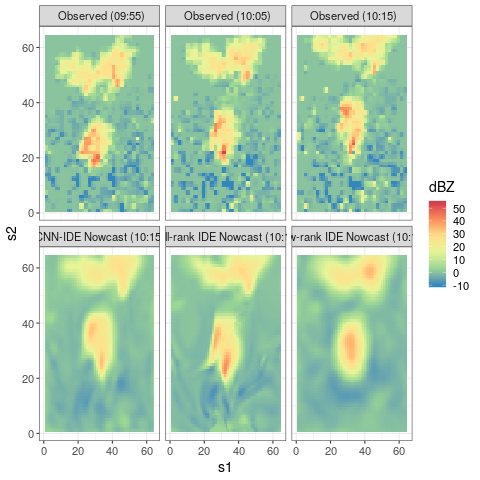 Observed (09:55)
Observed (10:05)
Observed (10:15)
60
40
20
0
s2
dBZ
50
40
30
20
10
0
-10
CNN-IDE Nowcast (10:15
ll-rank IDE Nowcast (10:
w-rank IDE Nowcast (10:
60
40
20
0
0 20 40 60
0 20 40 60
0 20 40 60
s1